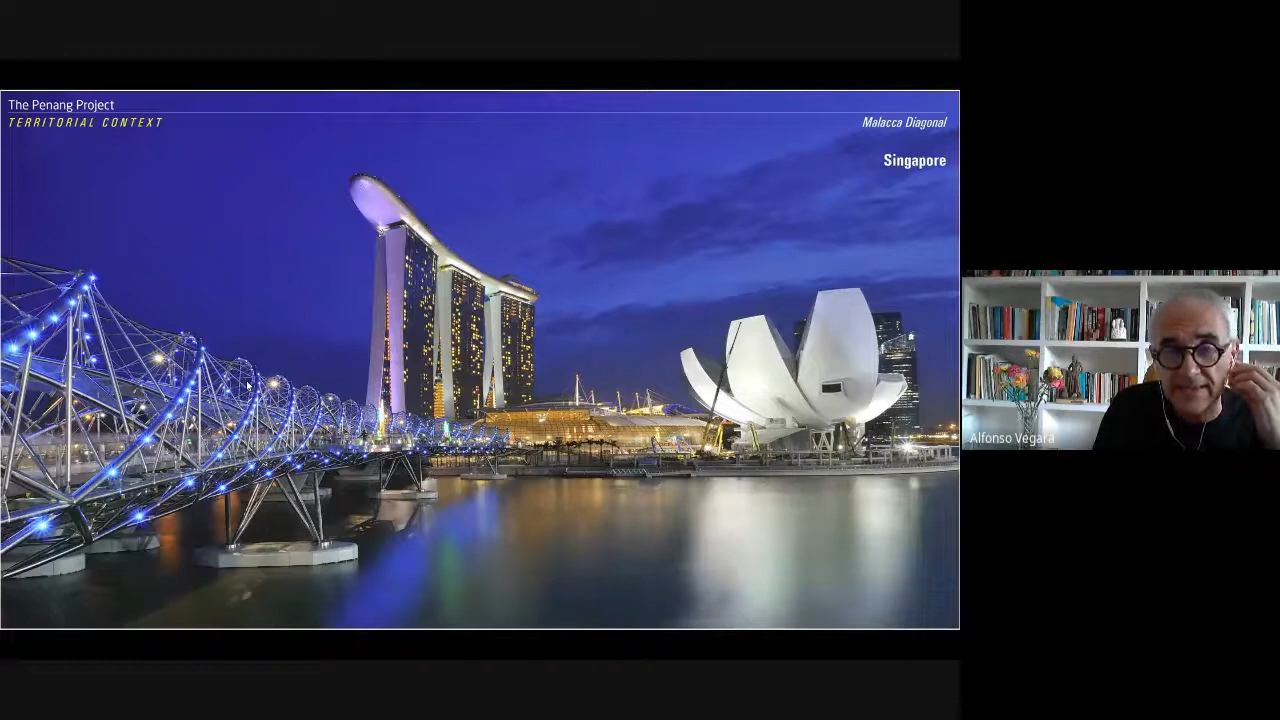 The Penang Project
TERRITORIAL CONTEXT
Malacca Diagonal
Singapore
Alfonso Vegara